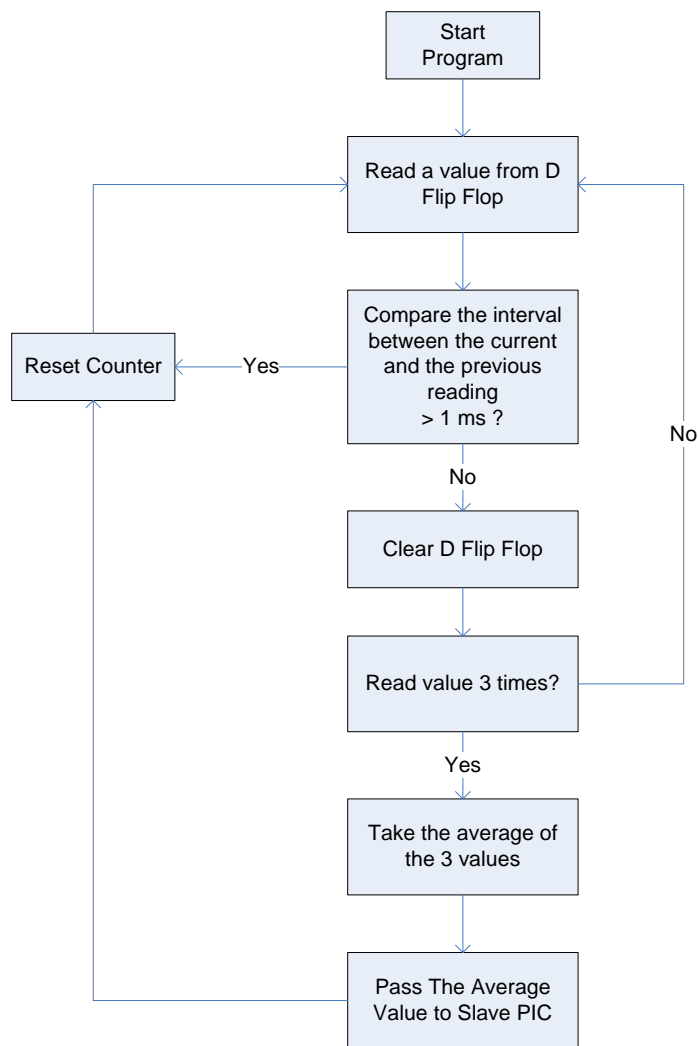 Start
Program
Read a value from D
Flip Flop
Compare the interval
between the current
and the previous
reading
> 1 ms ?
Reset Counter
Yes
No
No
Clear D Flip Flop
Read value 3 times?
Yes
Take the average of
the 3 values
Pass The Average
Value to Slave PIC